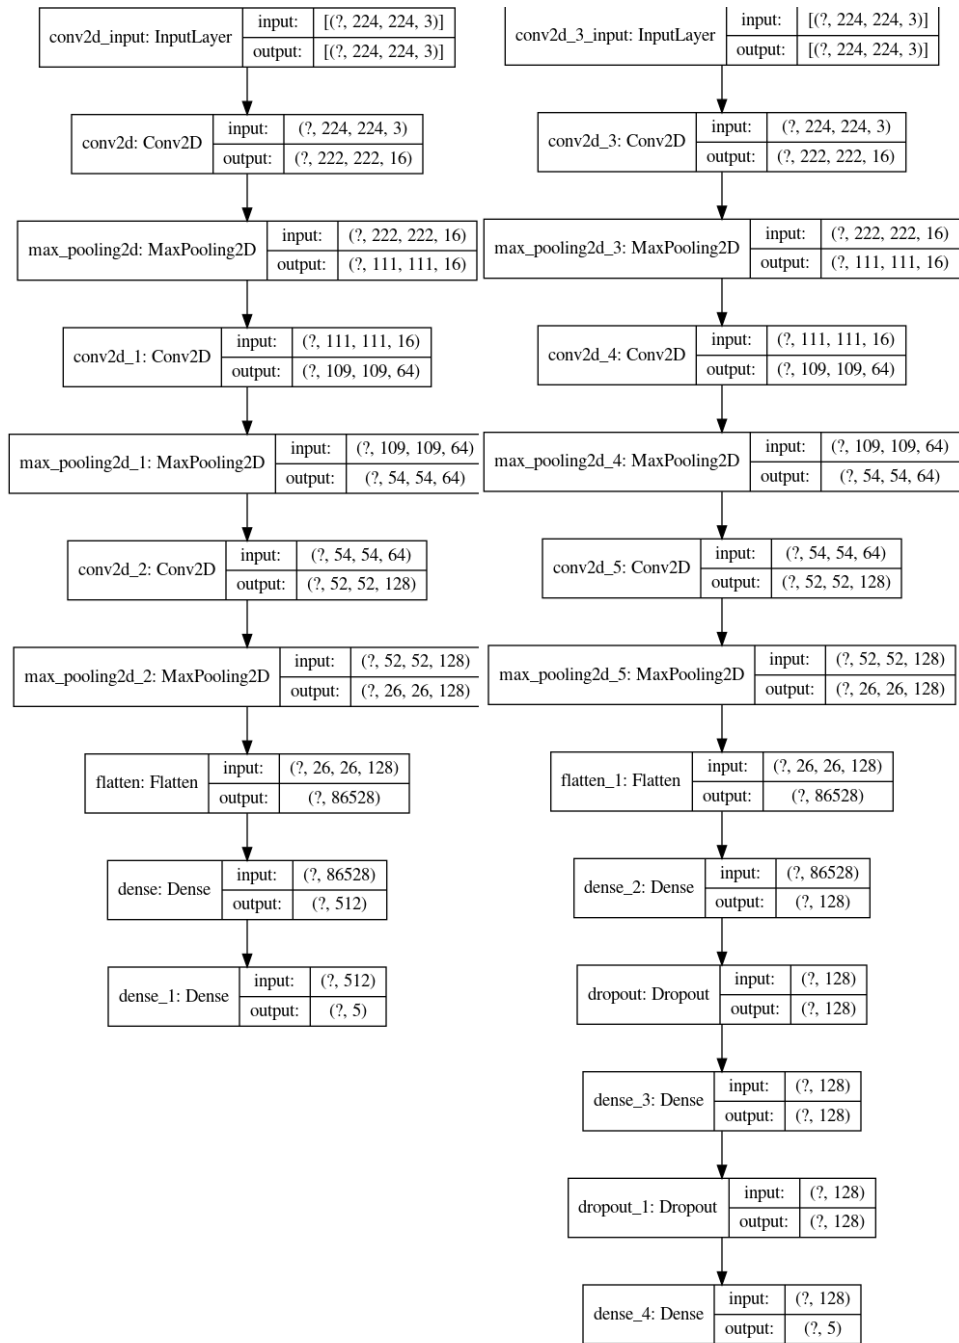 conv2d_input: InputLayer
input: [(?, 224, 224, 3)]
output: [(?, 224, 224, 3)]
conv2d: Conv2D
input: (?, 224, 224, 3)
output: (?, 222, 222, 16)
max_pooling2d: MaxPooling2D
input: (?, 222, 222, 16)
output: (?, 111, 111, 16)
conv2d_1: Conv2D
input: (?, 111, 111, 16)
output: (?, 109, 109, 64)
max_pooling2d_1: MaxPooling2D
input: (?, 109, 109, 64)
output: (?, 54, 54, 64)
conv2d_2: Conv2D
input: (?, 54, 54, 64)
output: (?, 52, 52, 128)
max_pooling2d_2: MaxPooling2D
input: (?, 52, 52, 128)
output: (?, 26, 26, 128)
flatten: Flatten
input: (?, 26, 26, 128)
output: (?, 86528)
dense: Dense
input: (?, 86528)
output: (?, 512)
dense_1: Dense
input: (?, 512)
output: (?, 5)
conv2d_3_input: InputLayer
input: [(?, 224, 224, 3)]
output: [(?, 224, 224, 3)]
conv2d_3: Conv2D
input: (?, 224, 224, 3)
output: (?, 222, 222, 16)
max_pooling2d_3: MaxPooling2D
input: (?, 222, 222, 16)
output: (?, 111, 111, 16)
conv2d_4: Conv2D
input: (?, 111, 111, 16)
output: (?, 109, 109, 64)
max_pooling2d_4: MaxPooling2D
input: (?, 109, 109, 64)
output: (?, 54, 54, 64)
conv2d_5: Conv2D
input: (?, 54, 54, 64)
output: (?, 52, 52, 128)
max_pooling2d_5: MaxPooling2D
input: (?, 52, 52, 128)
output: (?, 26, 26, 128)
flatten_1: Flatten
input: (?, 26, 26, 128)
output: (?, 86528)
dense_2: Dense
input: (?, 86528)
output: (?, 128)
dropout: Dropout
input: (?, 128)
output: (?, 128)
dense_3: Dense
input: (?, 128)
output: (?, 128)
dropout_1: Dropout
input: (?, 128)
output: (?, 128)
dense_4: Dense
input: (?, 128)
output: (?, 5)